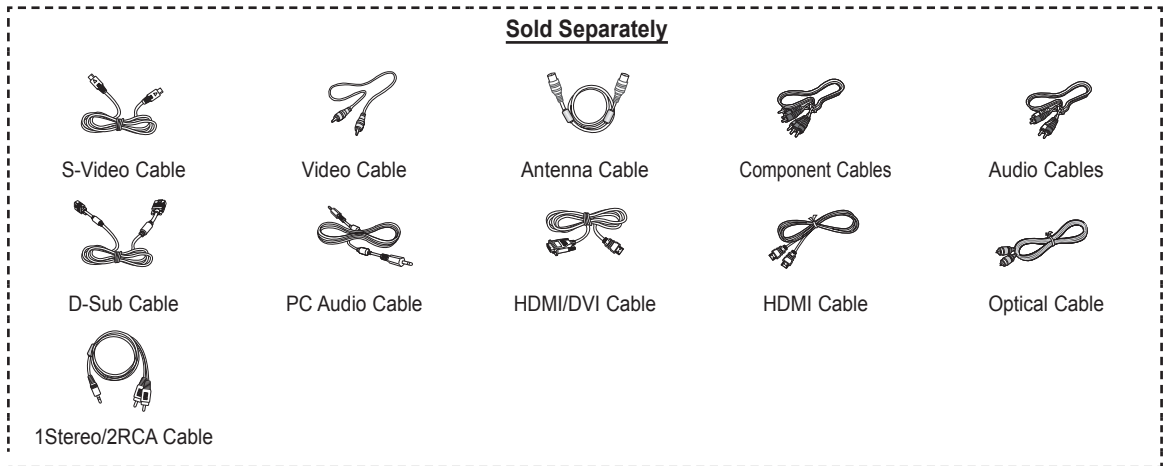 Sold Separately
S-Video Cable Video Cable Antenna Cable Component Cables Audio Cables
D-Sub Cable PC Audio Cable HDMI/DVI Cable HDMI Cable Optical Cable
1Stereo/2RCA Cable